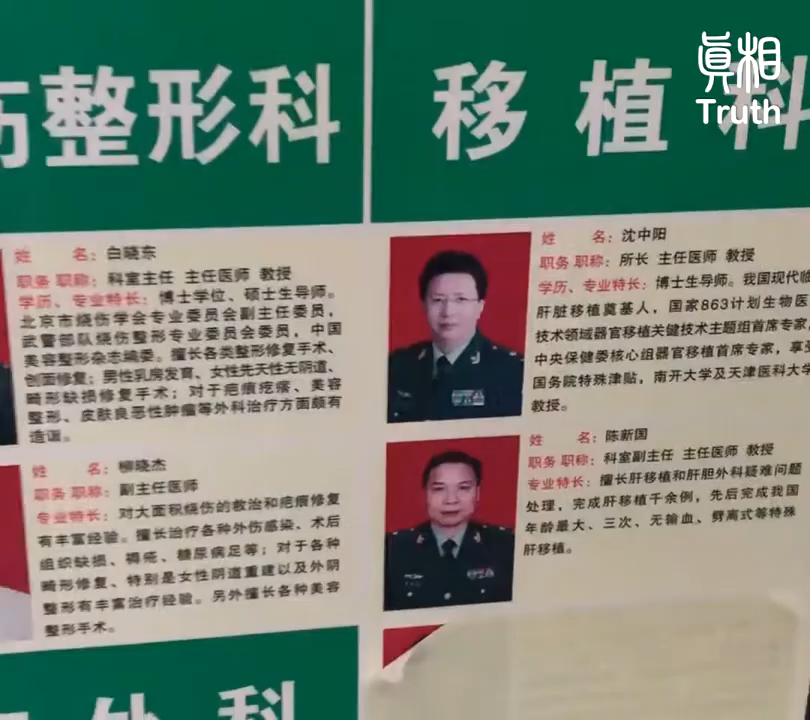 眞相
Truth
伤整形科
移植科
姓 名：白晓东
职务 职称：科室主任 主任医师 教授
学历、专业特长：博士学位、硕士生导师。
北京市烧伤学会专业委员会副主任委员，
武警部队烧伤整形专业委员会委员，中国
美容整形杂志编委。擅长各类整形修复手术、
创面修复；男性乳房发育、女性先天性无阴道、
畸形缺损修复手术；对于疤痕疙瘩、美容
整形、皮肤良恶性肿瘤等外科治疗方面颇有
造诣。
姓 名：柳晓杰
职务 职称：副主任医师
专业特长：对大面积烧伤的救治和疤痕修复
有丰富经验。擅长治疗各种外伤感染、术后
组织缺损、褥疮、糖尿病足等；对于各种
畸形修复、特别是女性阴道重建以及外阴
整形有丰富治疗经验。另外擅长各种美容
整形手术。
姓 名：沈中阳
职务 职称：所长 主任医师 教授
学历、专业特长：博士生导师。我国现代临
肝脏移植奠基人，国家863计划生物医
技术领域器官移植关键技术主题组首席专家，
中央保健委核心组器官移植首席专家，享受
国务院特殊津贴，南开大学及天津医科大学
教授。
姓 名：陈新国
职务 职称：科室副主任 主任医师 教授
专业特长：擅长肝移植和肝胆外科疑难问题
处理，完成肝移植千余例，先后完成我国
年龄最大、三次、无输血、劈离式等特殊
肝移植。
外科